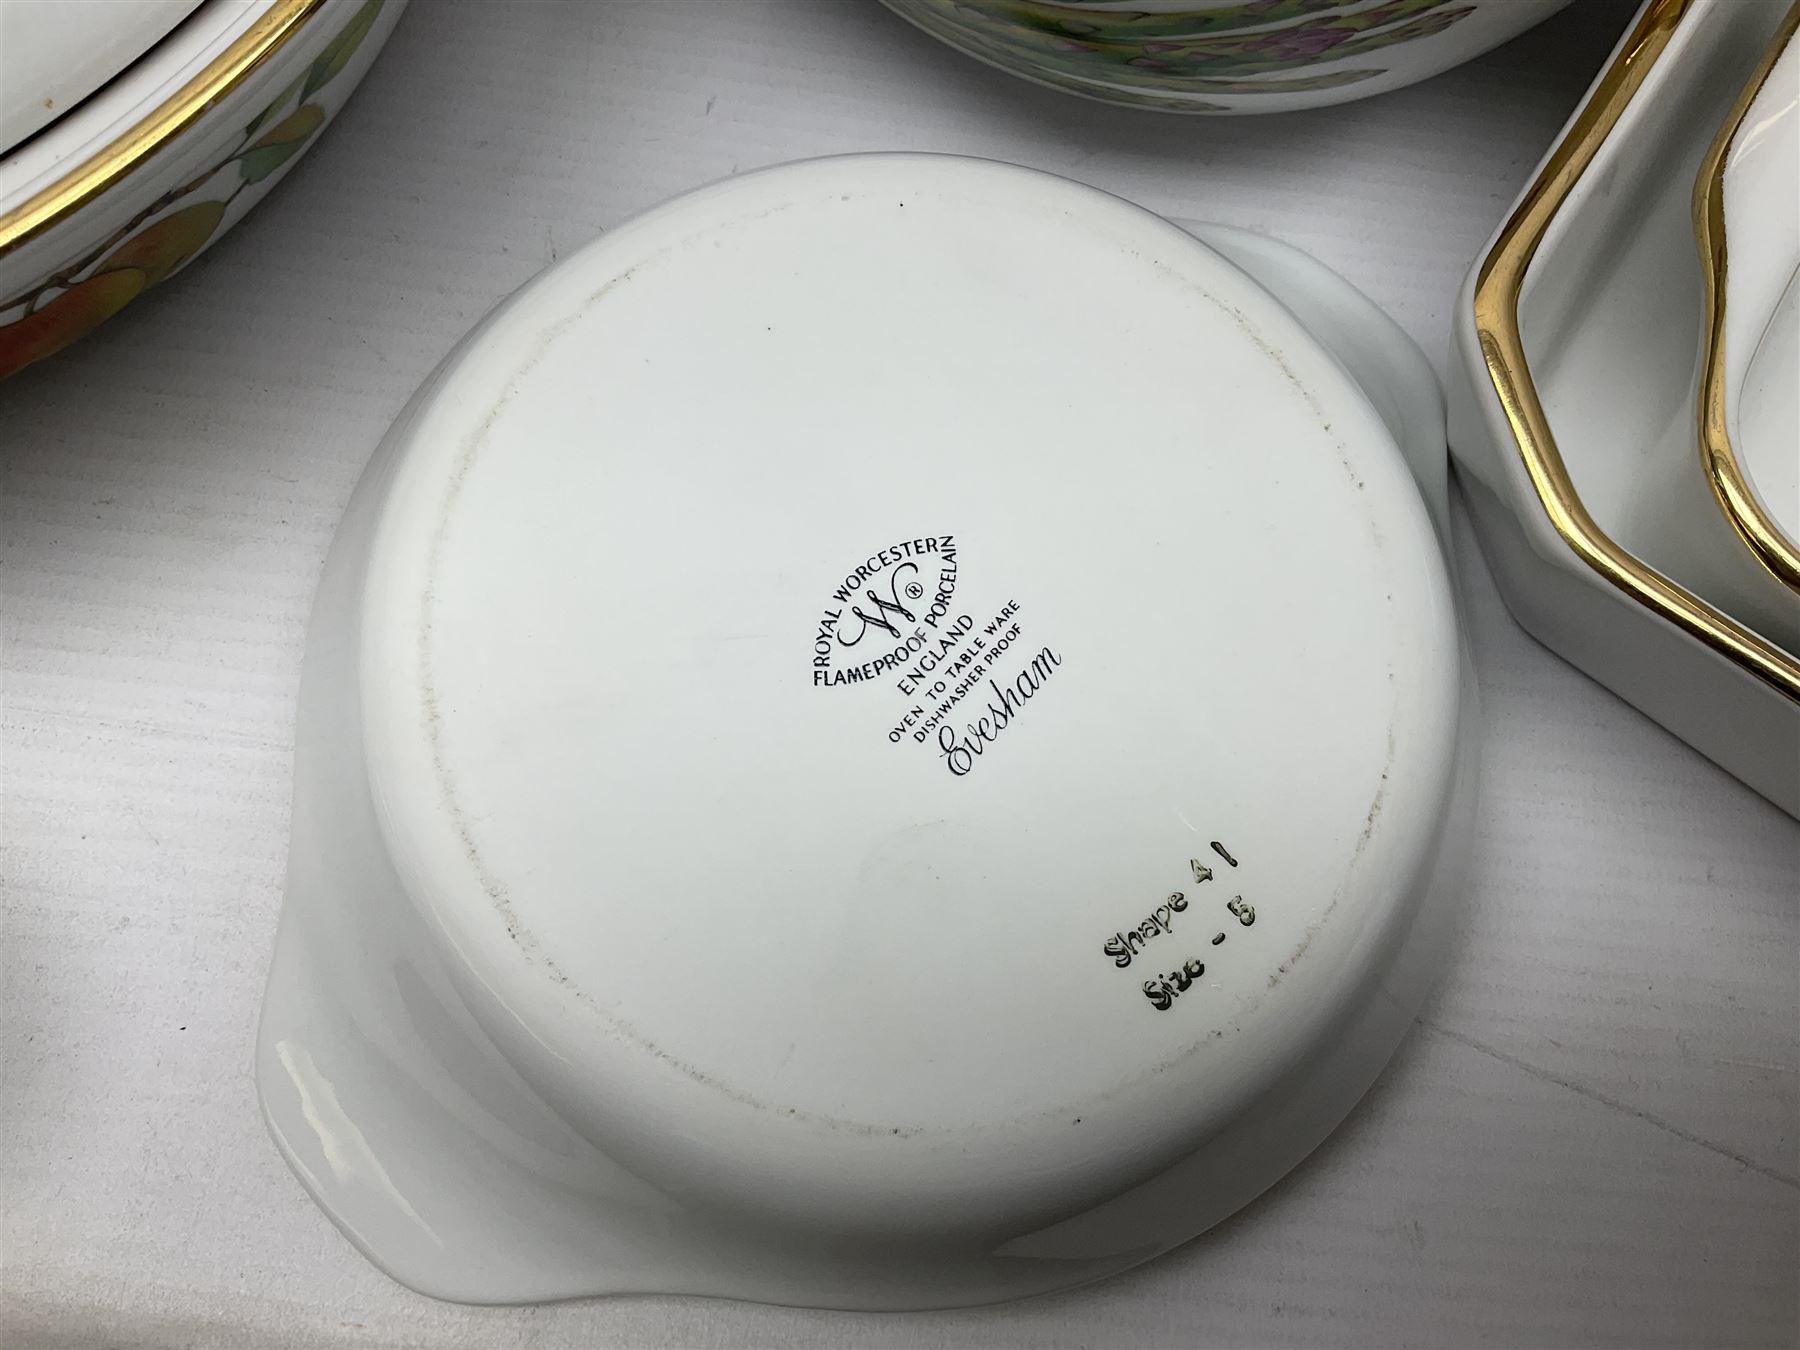 ROYAL WORCESTER
W®
FLAMEPROOF PORCELAIN
ENGLAND
OVEN TO TABLE WARE
DISHWASHER PROOF
Evesham
Shape 41
Size - 5